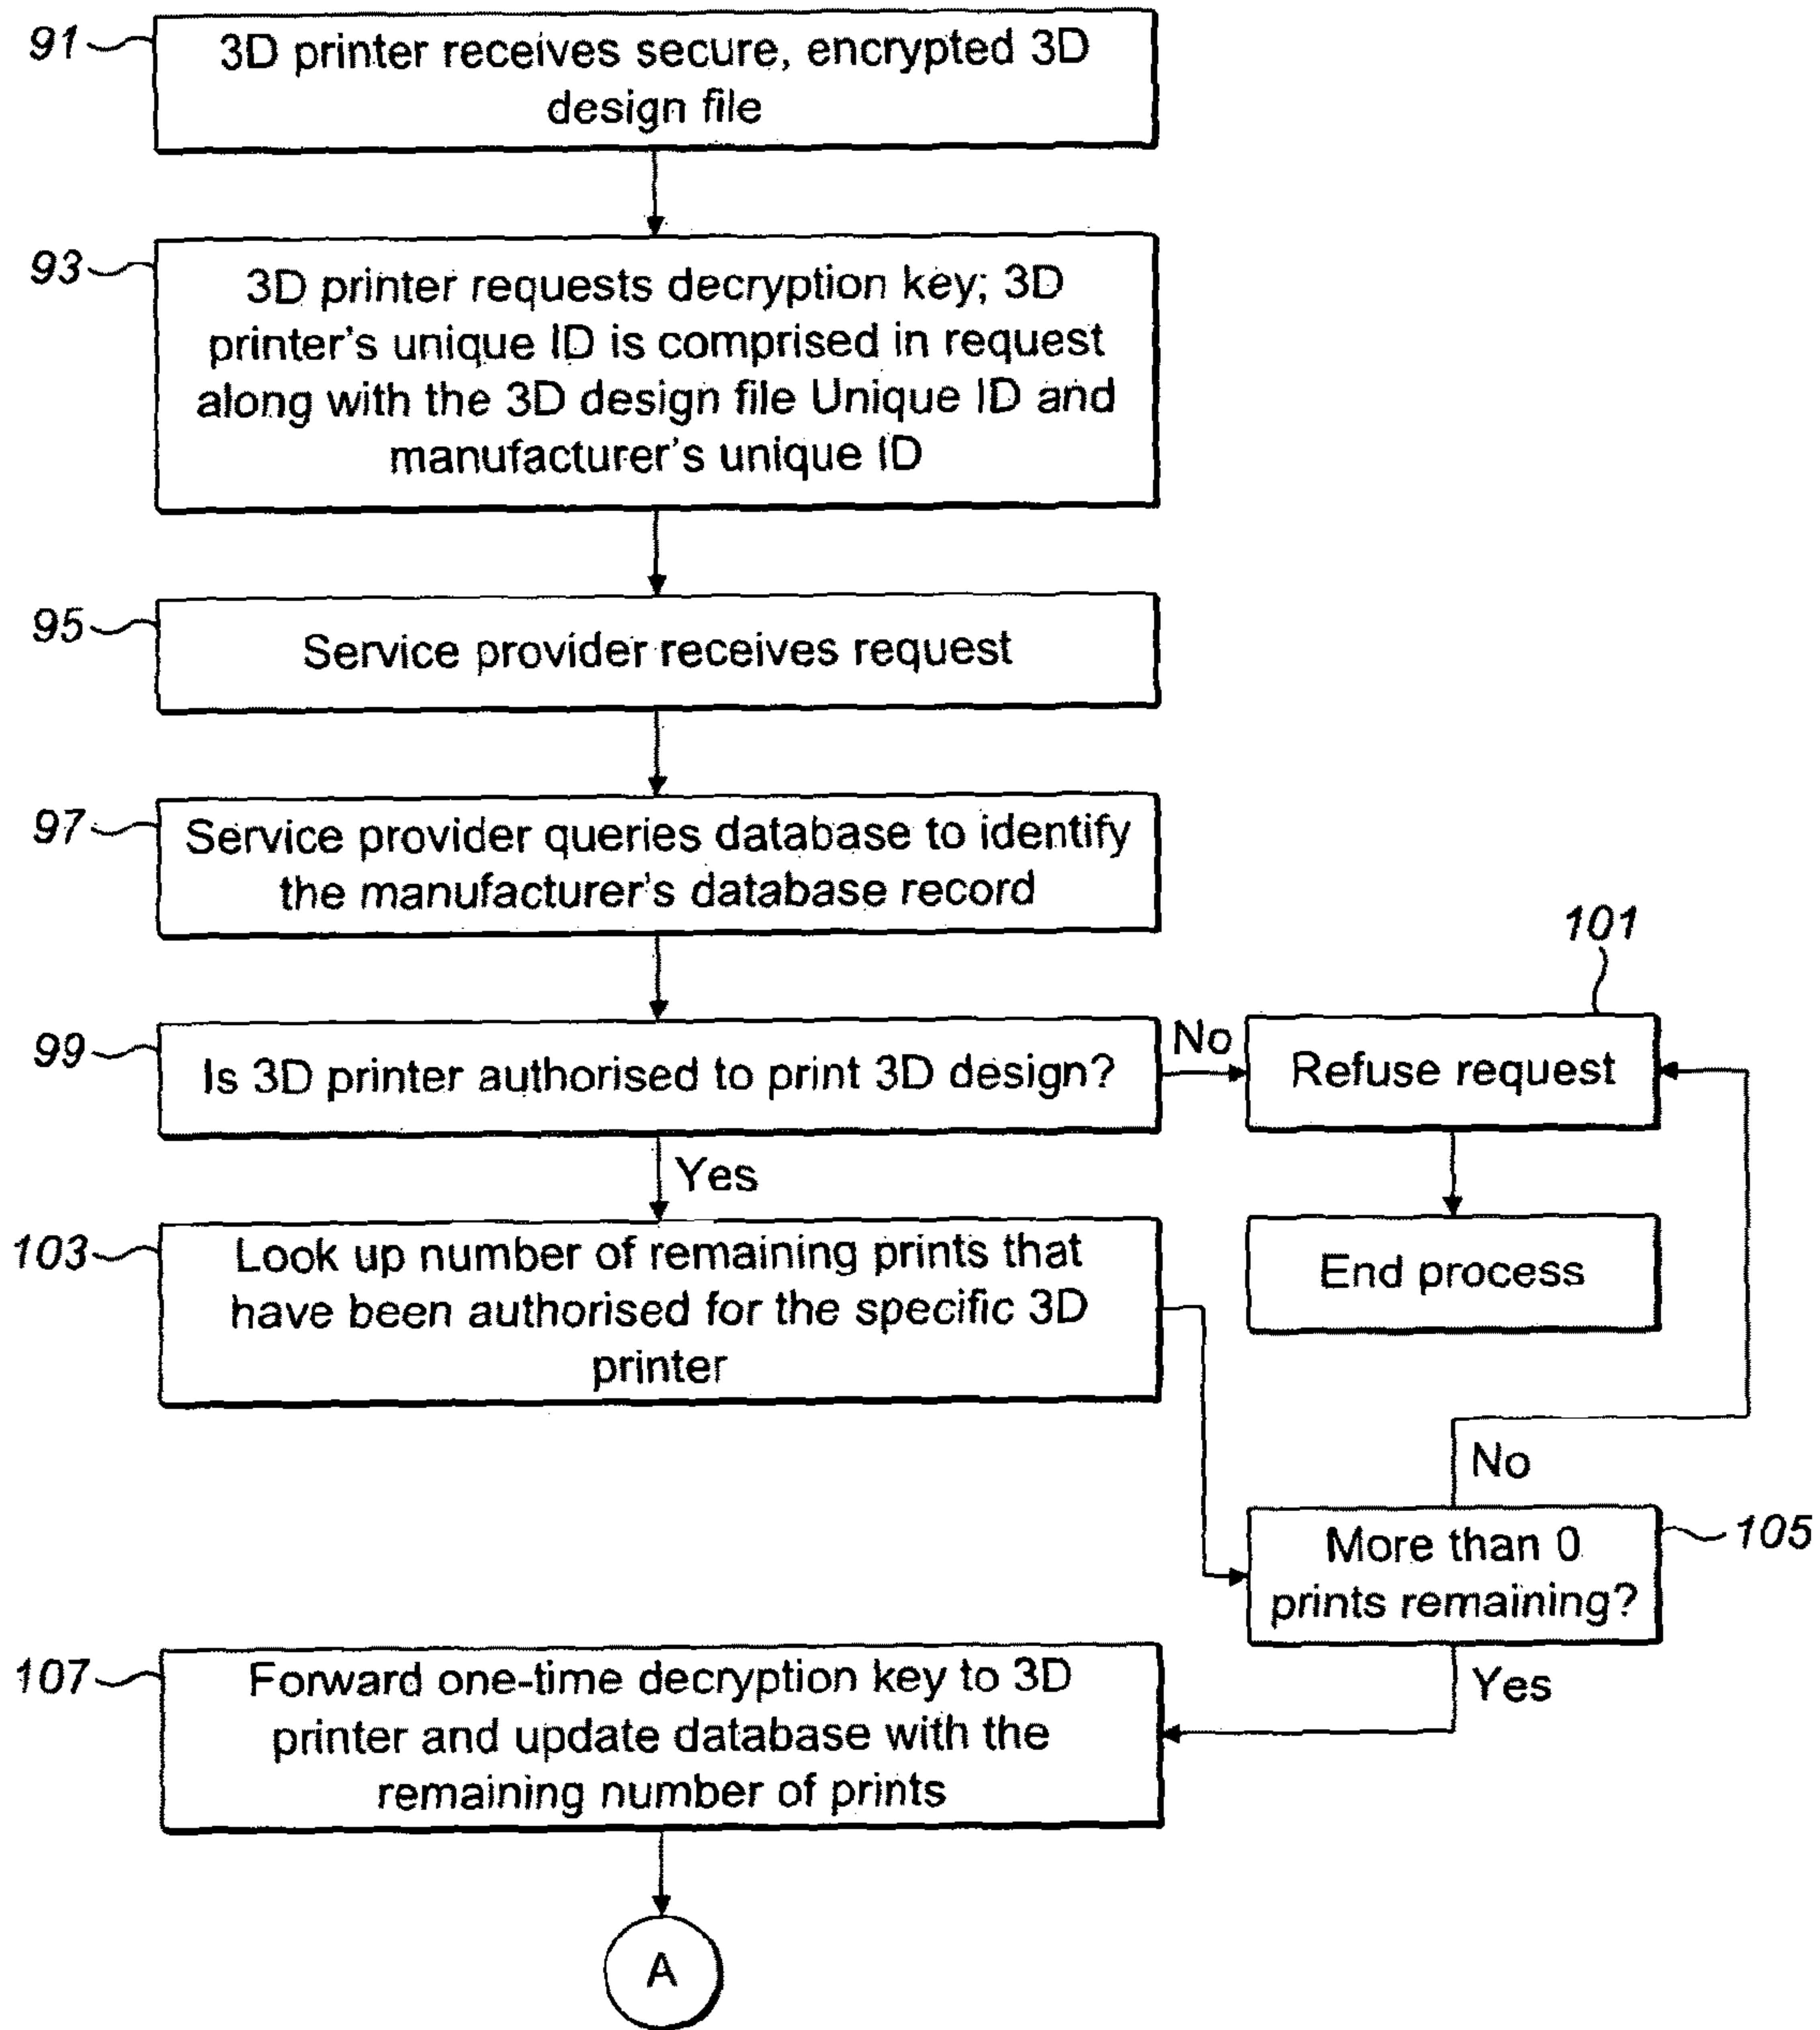 91
3D printer receives secure, encrypted 3D
design file
93
3D printer requests decryption key; 3D
printer's unique ID is comprised in request
along with the 3D design file Unique ID and
manufacturer's unique ID
95
Service provider receives request
97
Service provider queries database to identify
the manufacturer's database record
99
Is 3D printer authorised to print 3D design?
No
101
Refuse request
End process
Yes
103
Look up number of remaining prints that
have been authorised for the specific 3D
printer
No
105
More than 0
prints remaining?
Yes
107
Forward one-time decryption key to 3D
printer and update database with the
remaining number of prints
A